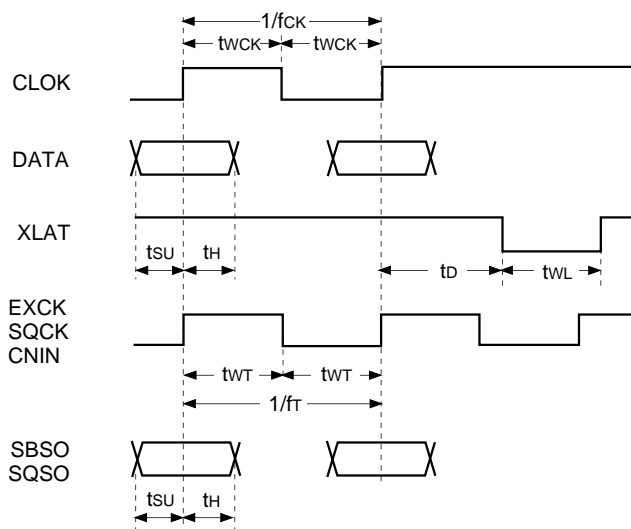 1/fCK
tWCK tWCK
CLOK
DATA
XLAT
tSU tH tD tWL
EXCK
SQCK
CNIN
tWT tWT
1/fT
SBSO
SQSO
tSU tH